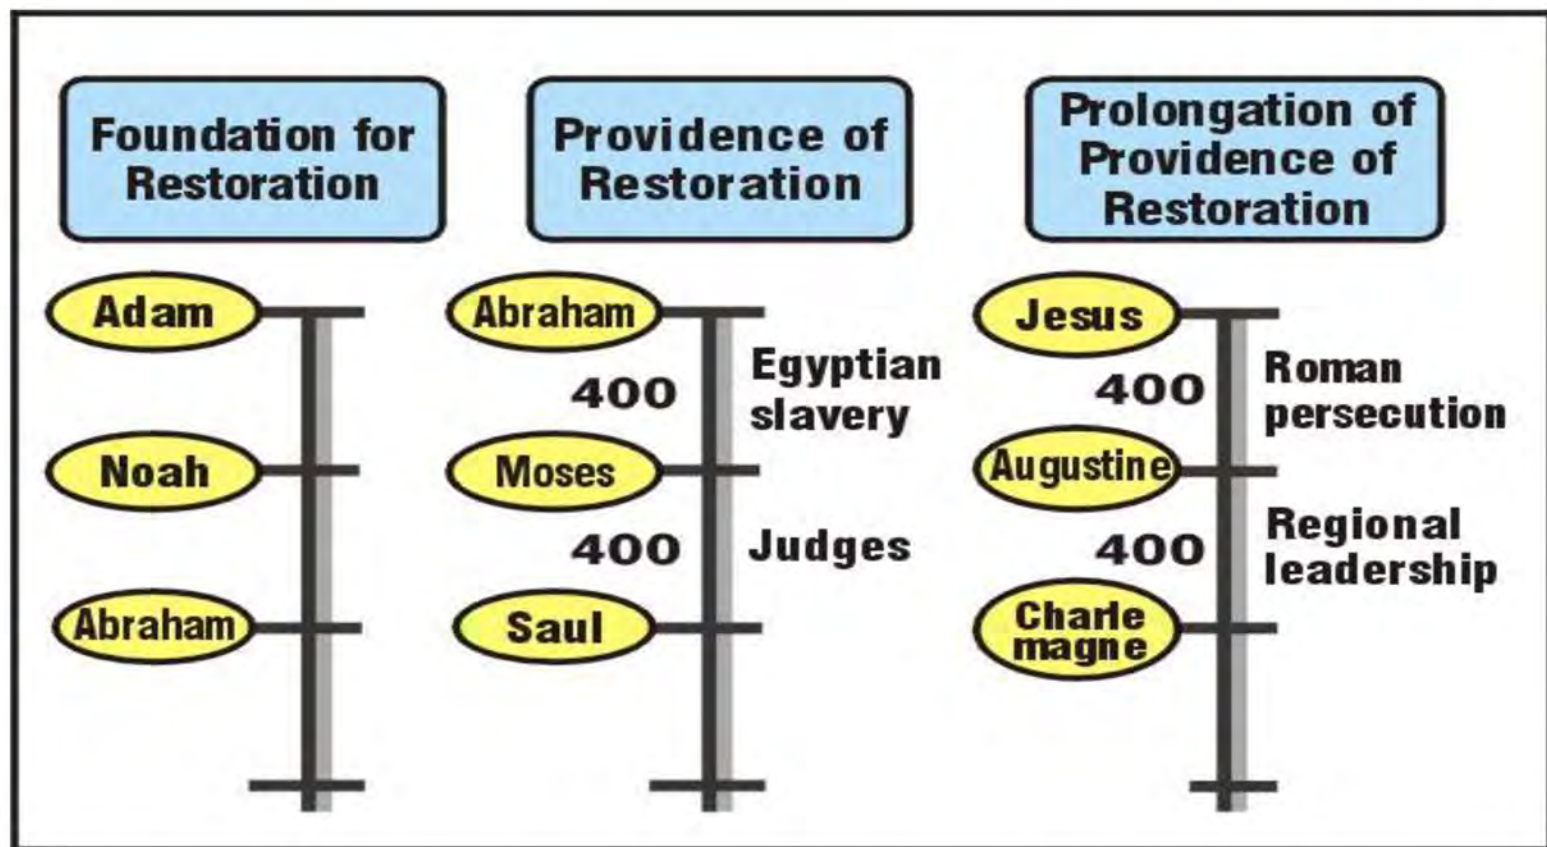 Foundation for
Restoration
Providence of
Restoration
Prolongation of
Providence of
Restoration
Adam
Noah
Abraham
Abraham
400
Egyptian
slavery
Moses
400
Judges
Saul
Jesus
400
Roman
persecution
Augustine
400
Regional
leadership
Charle
magne